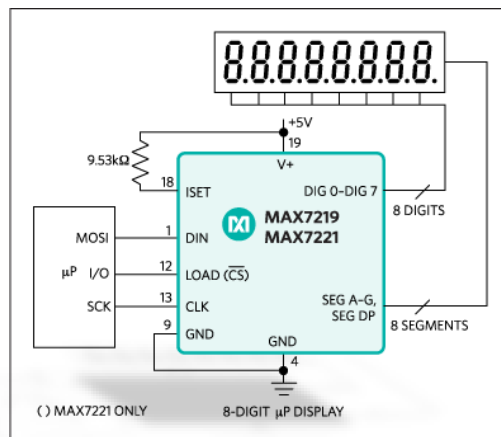 8.8.8.8.8.8.8.8.
+5V
19
9.53kΩ
V+
18
ISET
DIG 0–DIG 7
MAX7219
MAX7221
8 DIGITS
MOSI
1
DIN
µP
I/O
12
LOAD (C̅S̅)
SCK
13
CLK
SEG A–G,
SEG DP
9
GND
8 SEGMENTS
GND
4
( ) MAX7221 ONLY
8-DIGIT µP DISPLAY